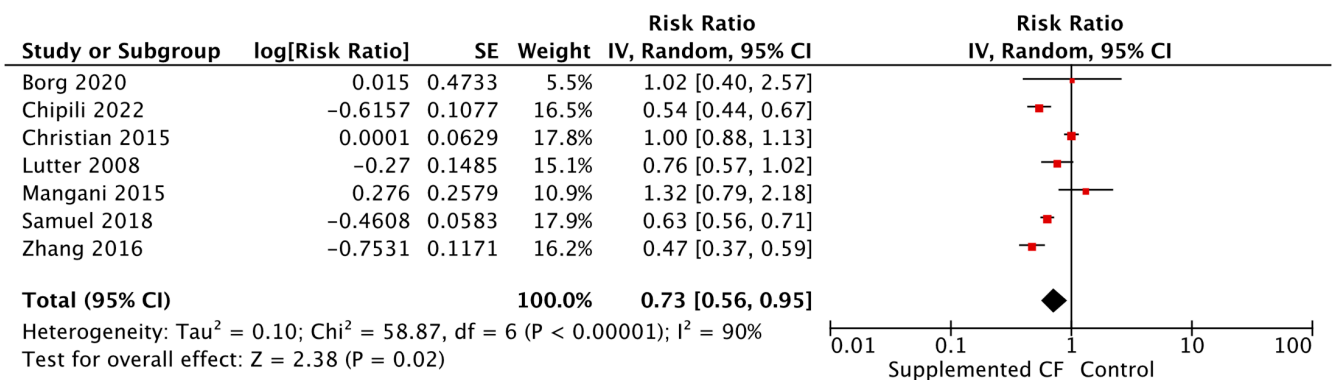 Risk Ratio Risk Ratio
Study or Subgroup log[Risk Ratio] SE Weight IV, Random, 95% CI IV, Random, 95% CI
Borg 2020 0.015 0.4733 5.5% 1.02 [0.40, 2.57]
Chipili 2022 −0.6157 0.1077 16.5% 0.54 [0.44, 0.67]
Christian 2015 0.0001 0.0629 17.8% 1.00 [0.88, 1.13]
Lutter 2008 −0.27 0.1485 15.1% 0.76 [0.57, 1.02]
Mangani 2015 0.276 0.2579 10.9% 1.32 [0.79, 2.18]
Samuel 2018 −0.4608 0.0583 17.9% 0.63 [0.56, 0.71]
Zhang 2016 −0.7531 0.1171 16.2% 0.47 [0.37, 0.59]
Total (95% CI) 100.0% 0.73 [0.56, 0.95]
Heterogeneity: Tau² = 0.10; Chi² = 58.87, df = 6 (P < 0.00001); I² = 90%
Test for overall effect: Z = 2.38 (P = 0.02)
0.01 0.1 1 10 100
Supplemented CF Control